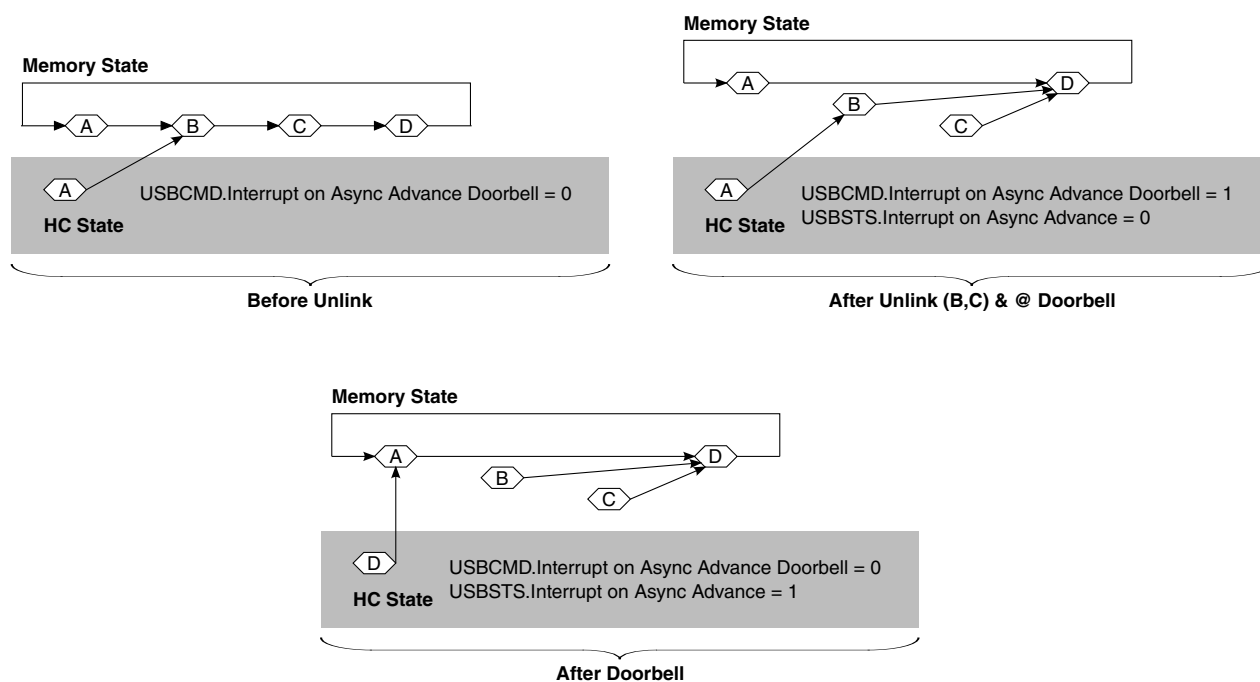 Memory State
A
B
C
D
A
USBCMD.Interrupt on Async Advance Doorbell = 0
HC State
Before Unlink
Memory State
A
D
B
C
A
USBCMD.Interrupt on Async Advance Doorbell = 1
HC State
USBSTS.Interrupt on Async Advance = 0
After Unlink (B,C) & @ Doorbell
Memory State
A
D
B
C
D
USBCMD.Interrupt on Async Advance Doorbell = 0
HC State
USBSTS.Interrupt on Async Advance = 1
After Doorbell